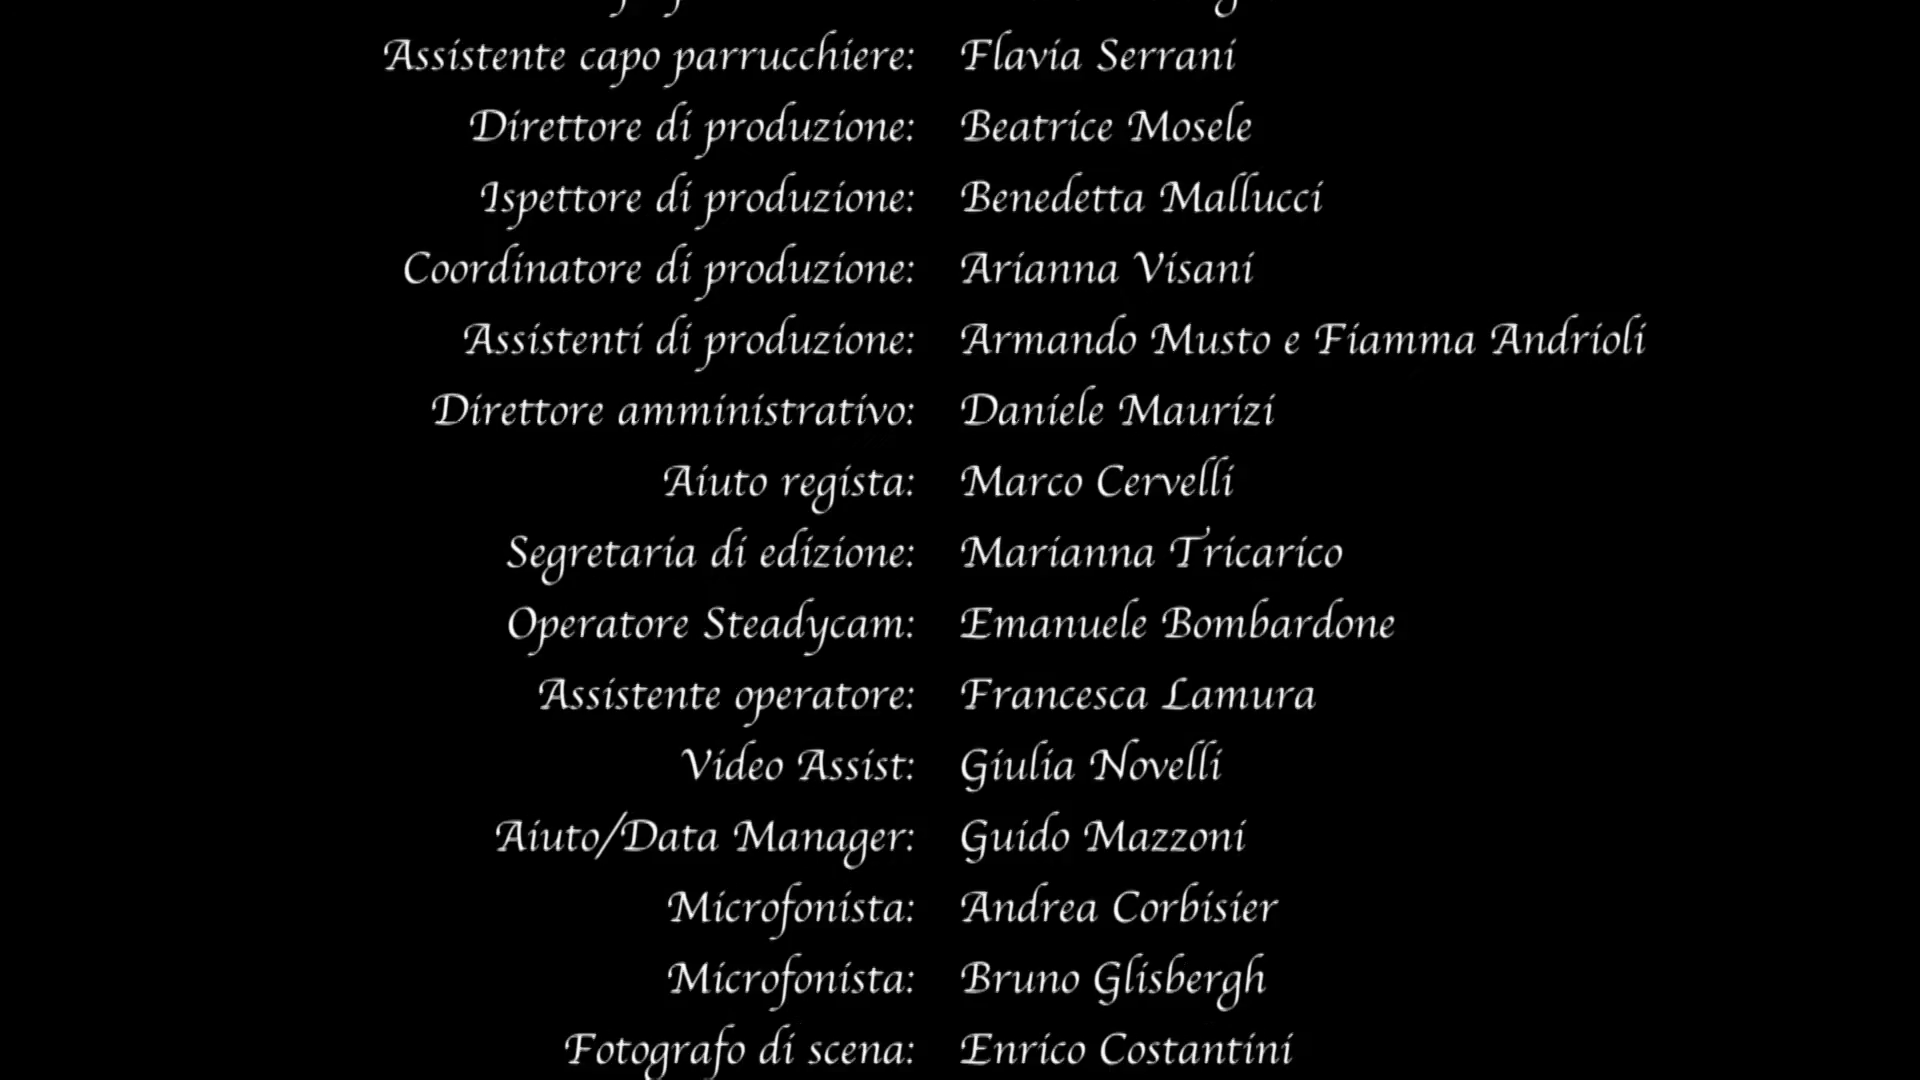 Assistente capo parrucchiere: Flavia Serrani
Direttore di produzione: Beatrice Mosele
Ispettore di produzione: Benedetta Mallucci
Coordinatore di produzione: Arianna Visani
Assistenti di produzione: Armando Musto e Fiamma Andrioli
Direttore amministrativo: Daniele Maurizi
Aiuto regista: Marco Cervelli
Segretaria di edizione: Marianna Tricarico
Operatore Steadycam: Emanuele Bombardone
Assistente operatore: Francesca Lamura
Video Assist: Giulia Novelli
Aiuto/Data Manager: Guido Mazzoni
Microfonista: Andrea Corbisier
Microfonista: Bruno Glisbergh
Fotografo di scena: Enrico Costantini